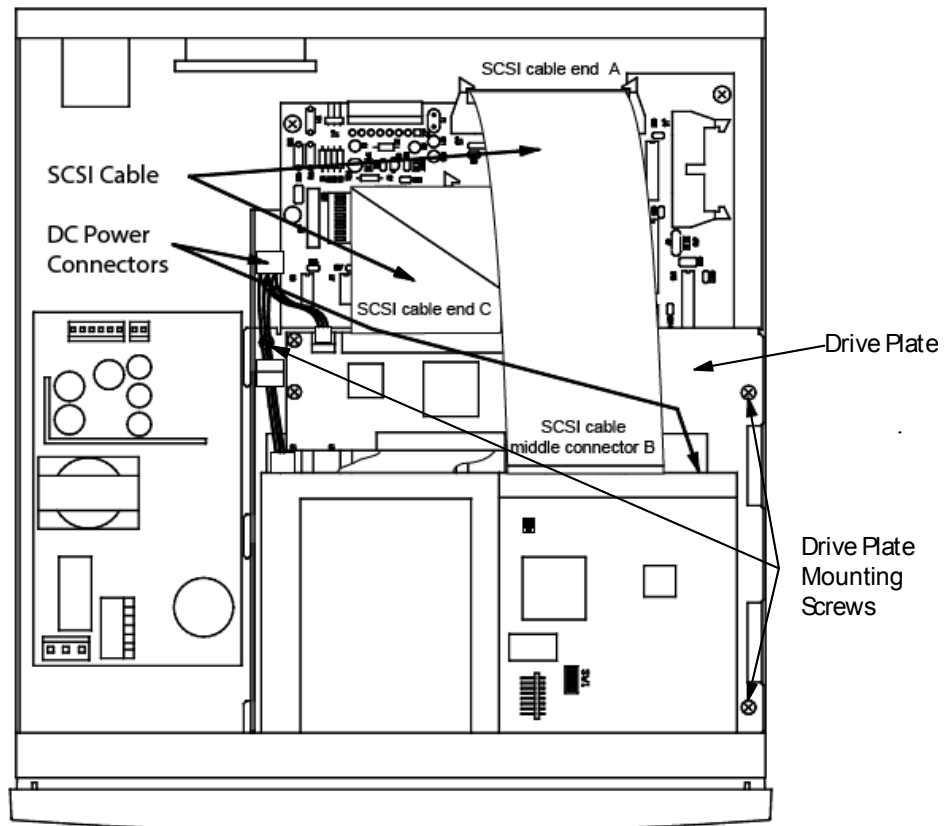 SCSI cable end A
SCSI Cable
DC Power
Connectors
SCSI cable end C
Drive Plate
SCSI cable
middle connector B
Drive Plate
Mounting
Screws
SW1